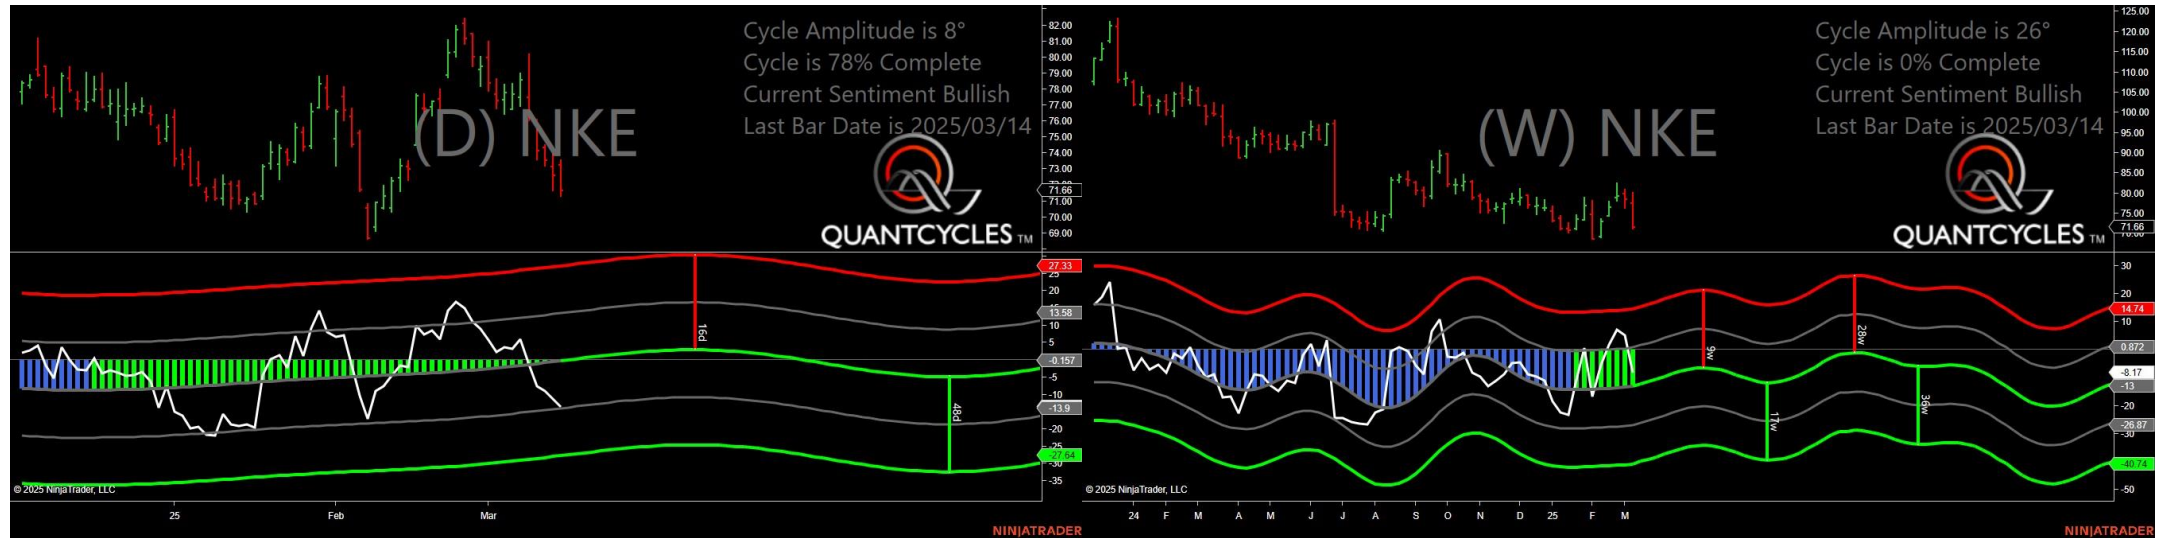 Cycle Amplitude is 8°
Cycle is 78% Complete
Current Sentiment Bullish
Last Bar Date is 2025/03/14
(D) NKE
QUANTCYCLES TM
82.00
81.00
80.00
79.00
78.00
77.00
76.00
75.00
74.00
73.00
71.66
71.00
70.00
69.00
27.33
25
20
13.58
10
5
-0.157
-5
-10
-13.9
-20
-25
-27.64
-30
-35
16d
48d
© 2025 NinjaTrader, LLC
25
Feb
Mar
NINJATRADER
Cycle Amplitude is 26°
Cycle is 0% Complete
Current Sentiment Bullish
Last Bar Date is 2025/03/14
(W) NKE
QUANTCYCLES TM
125.00
120.00
115.00
110.00
105.00
100.00
95.00
90.00
85.00
80.00
75.00
71.66
30
20
14.74
10
0.872
-8.17
-13
-20
-26.87
-30
-40.74
-50
9w
17w
28w
36w
© 2025 NinjaTrader, LLC
24
F
M
A
M
J
J
A
S
O
N
D
25
F
M
NINJATRADER